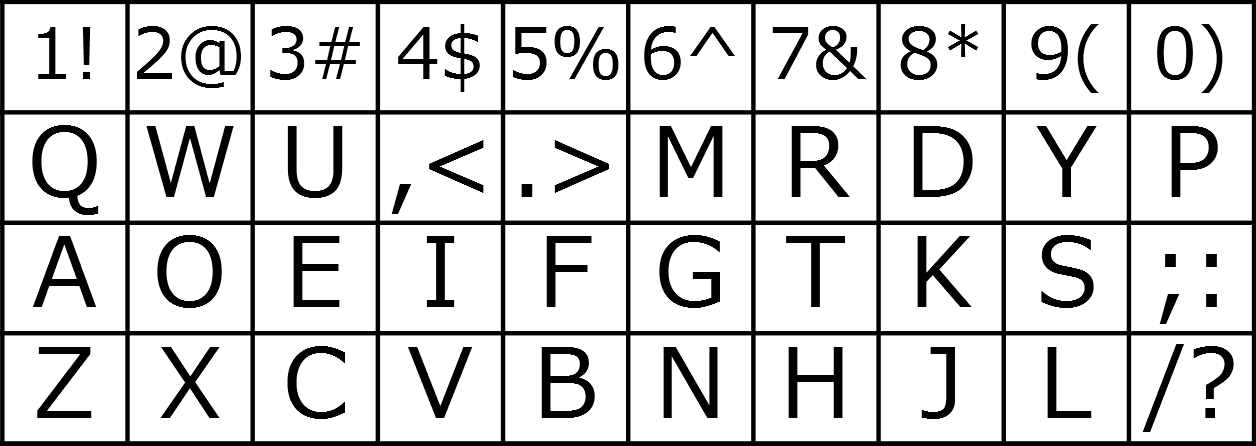 1! 2@ 3# 4$ 5% 6^ 7& 8* 9( 0)
Q W U ,< .> M R D Y P
A O E I F G T K S ;:
Z X C V B N H J L /?